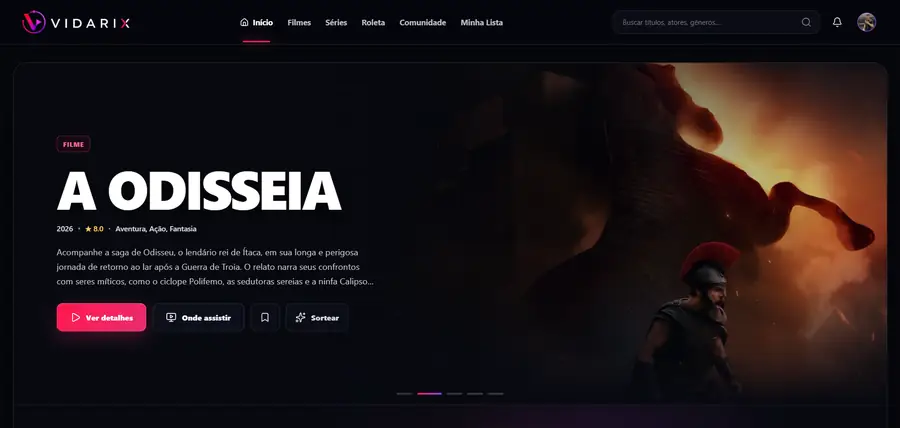 VIDARIX
Início
Filmes
Séries
Roleta
Comunidade
Minha Lista
Buscar títulos, atores, gêneros...
FILME
A ODISSEIA
2026 · ★ 8.0 · Aventura, Ação, Fantasia
Acompanhe a saga de Odisseu, o lendário rei de Ítaca, em sua longa e perigosa
jornada de retorno ao lar após a Guerra de Troia. O relato narra seus confrontos
com seres míticos, como o ciclope Polifemo, as sedutoras sereias e a ninfa Calipso...
Ver detalhes
Onde assistir
Sortear